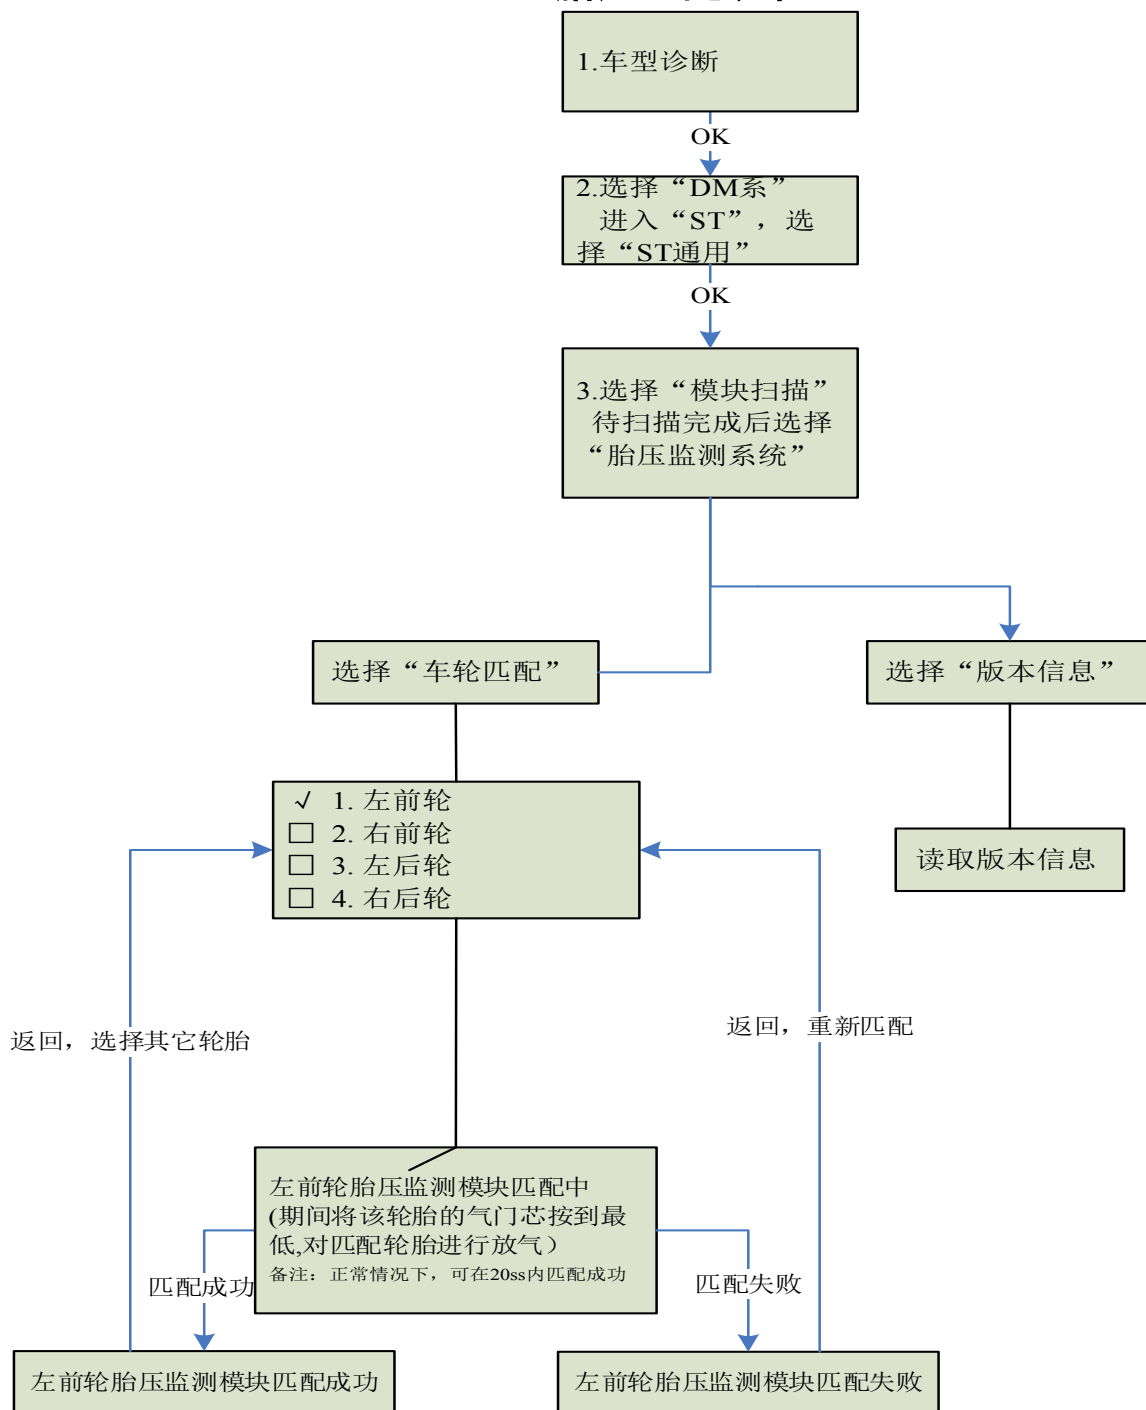 1.车型诊断
OK
2.选择“DM系”
进入“ST”，选
择“ST通用”
OK
3.选择“模块扫描”
待扫描完成后选择
“胎压监测系统”
选择“车轮匹配”
选择“版本信息”
√ 1. 左前轮
□ 2. 右前轮
□ 3. 左后轮
□ 4. 右后轮
读取版本信息
返回，选择其它轮胎
返回，重新匹配
左前轮胎压监测模块匹配中
(期间将该轮胎的气门芯按到最
低,对匹配轮胎进行放气）
备注：正常情况下，可在20ss内匹配成功
匹配成功
匹配失败
左前轮胎压监测模块匹配成功
左前轮胎压监测模块匹配失败